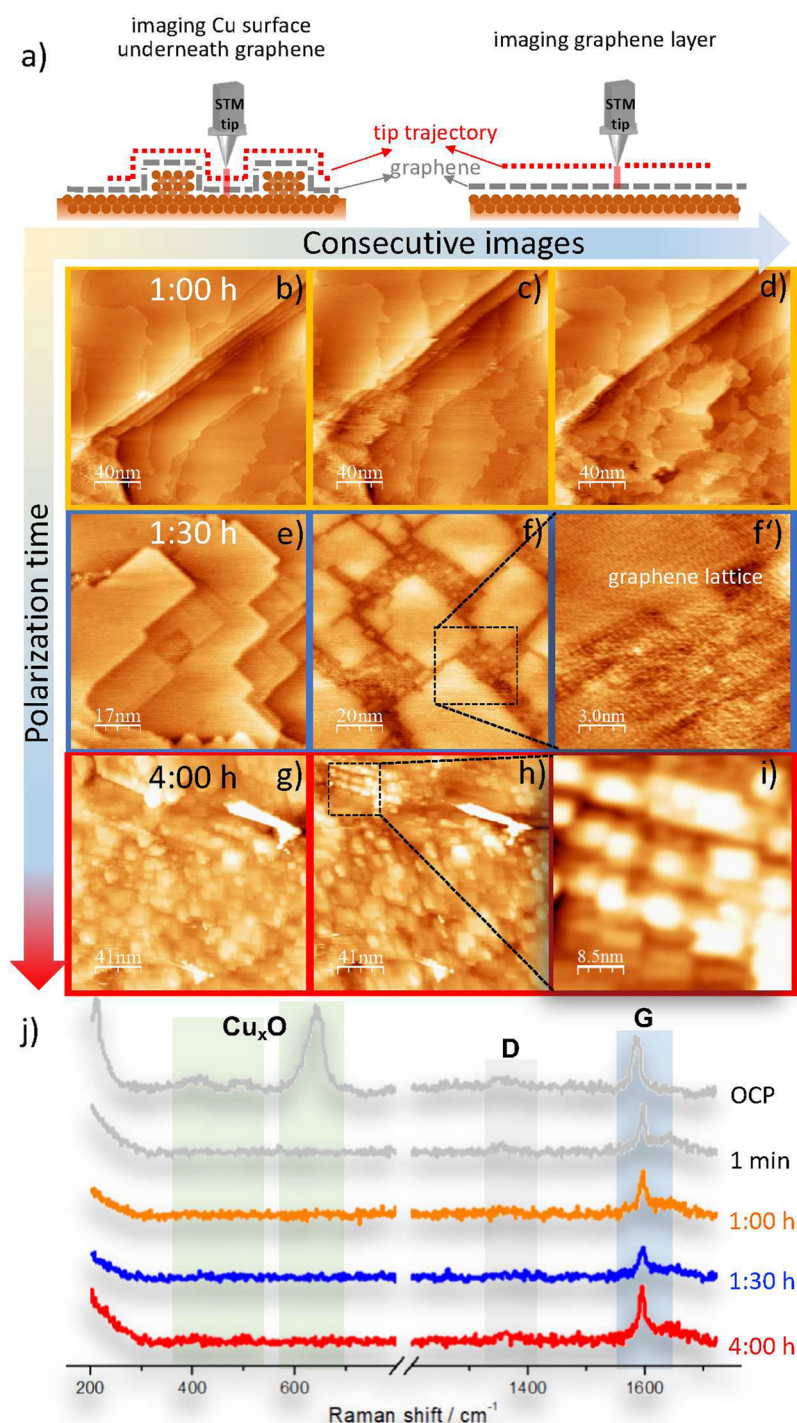 a)
imaging Cu surface
underneath graphene
imaging graphene layer
STM
tip
STM
tip
tip trajectory
graphene
Consecutive images
Polarization time
1:00 h
b)
c)
d)
40nm
40nm
40nm
1:30 h
e)
f)
f')
graphene lattice
17nm
20nm
3.0nm
4:00 h
g)
h)
i)
41nm
41nm
8.5nm
j)
CuxO
D
G
OCP
1 min
1:00 h
1:30 h
4:00 h
200
400
600
1400
1600
Raman shift / cm⁻¹